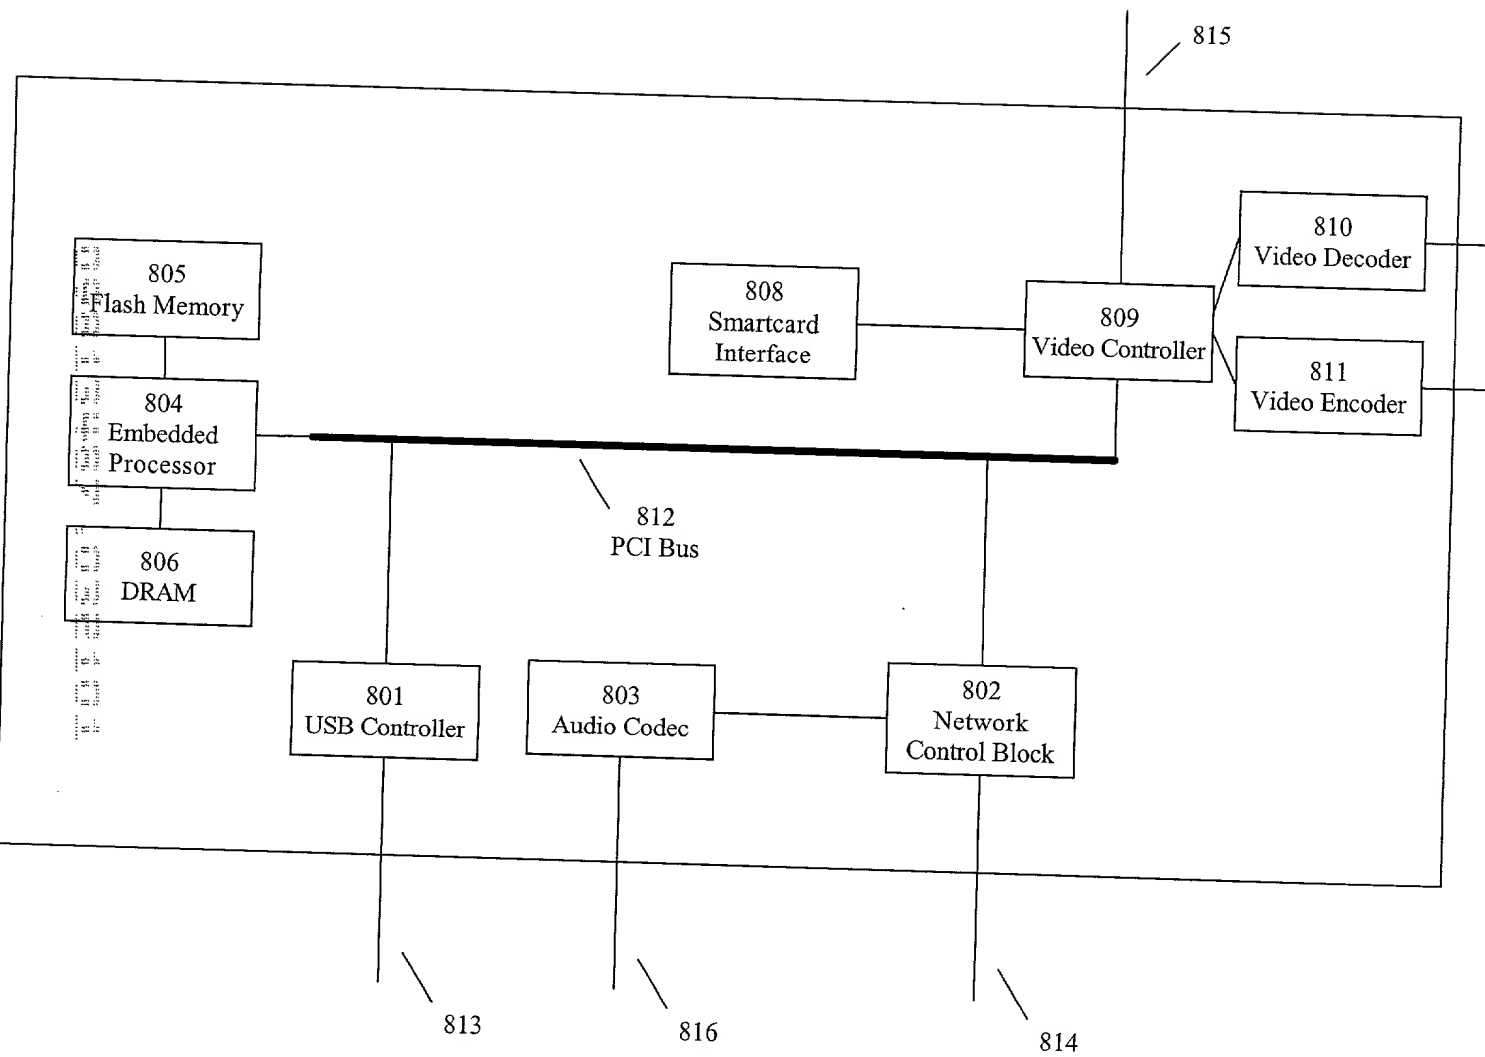 815
810
Video Decoder
805
Flash Memory
808
Smartcard
Interface
809
Video Controller
811
Video Encoder
804
Embedded
Processor
812
PCI Bus
806
DRAM
801
USB Controller
803
Audio Codec
802
Network
Control Block
813
816
814